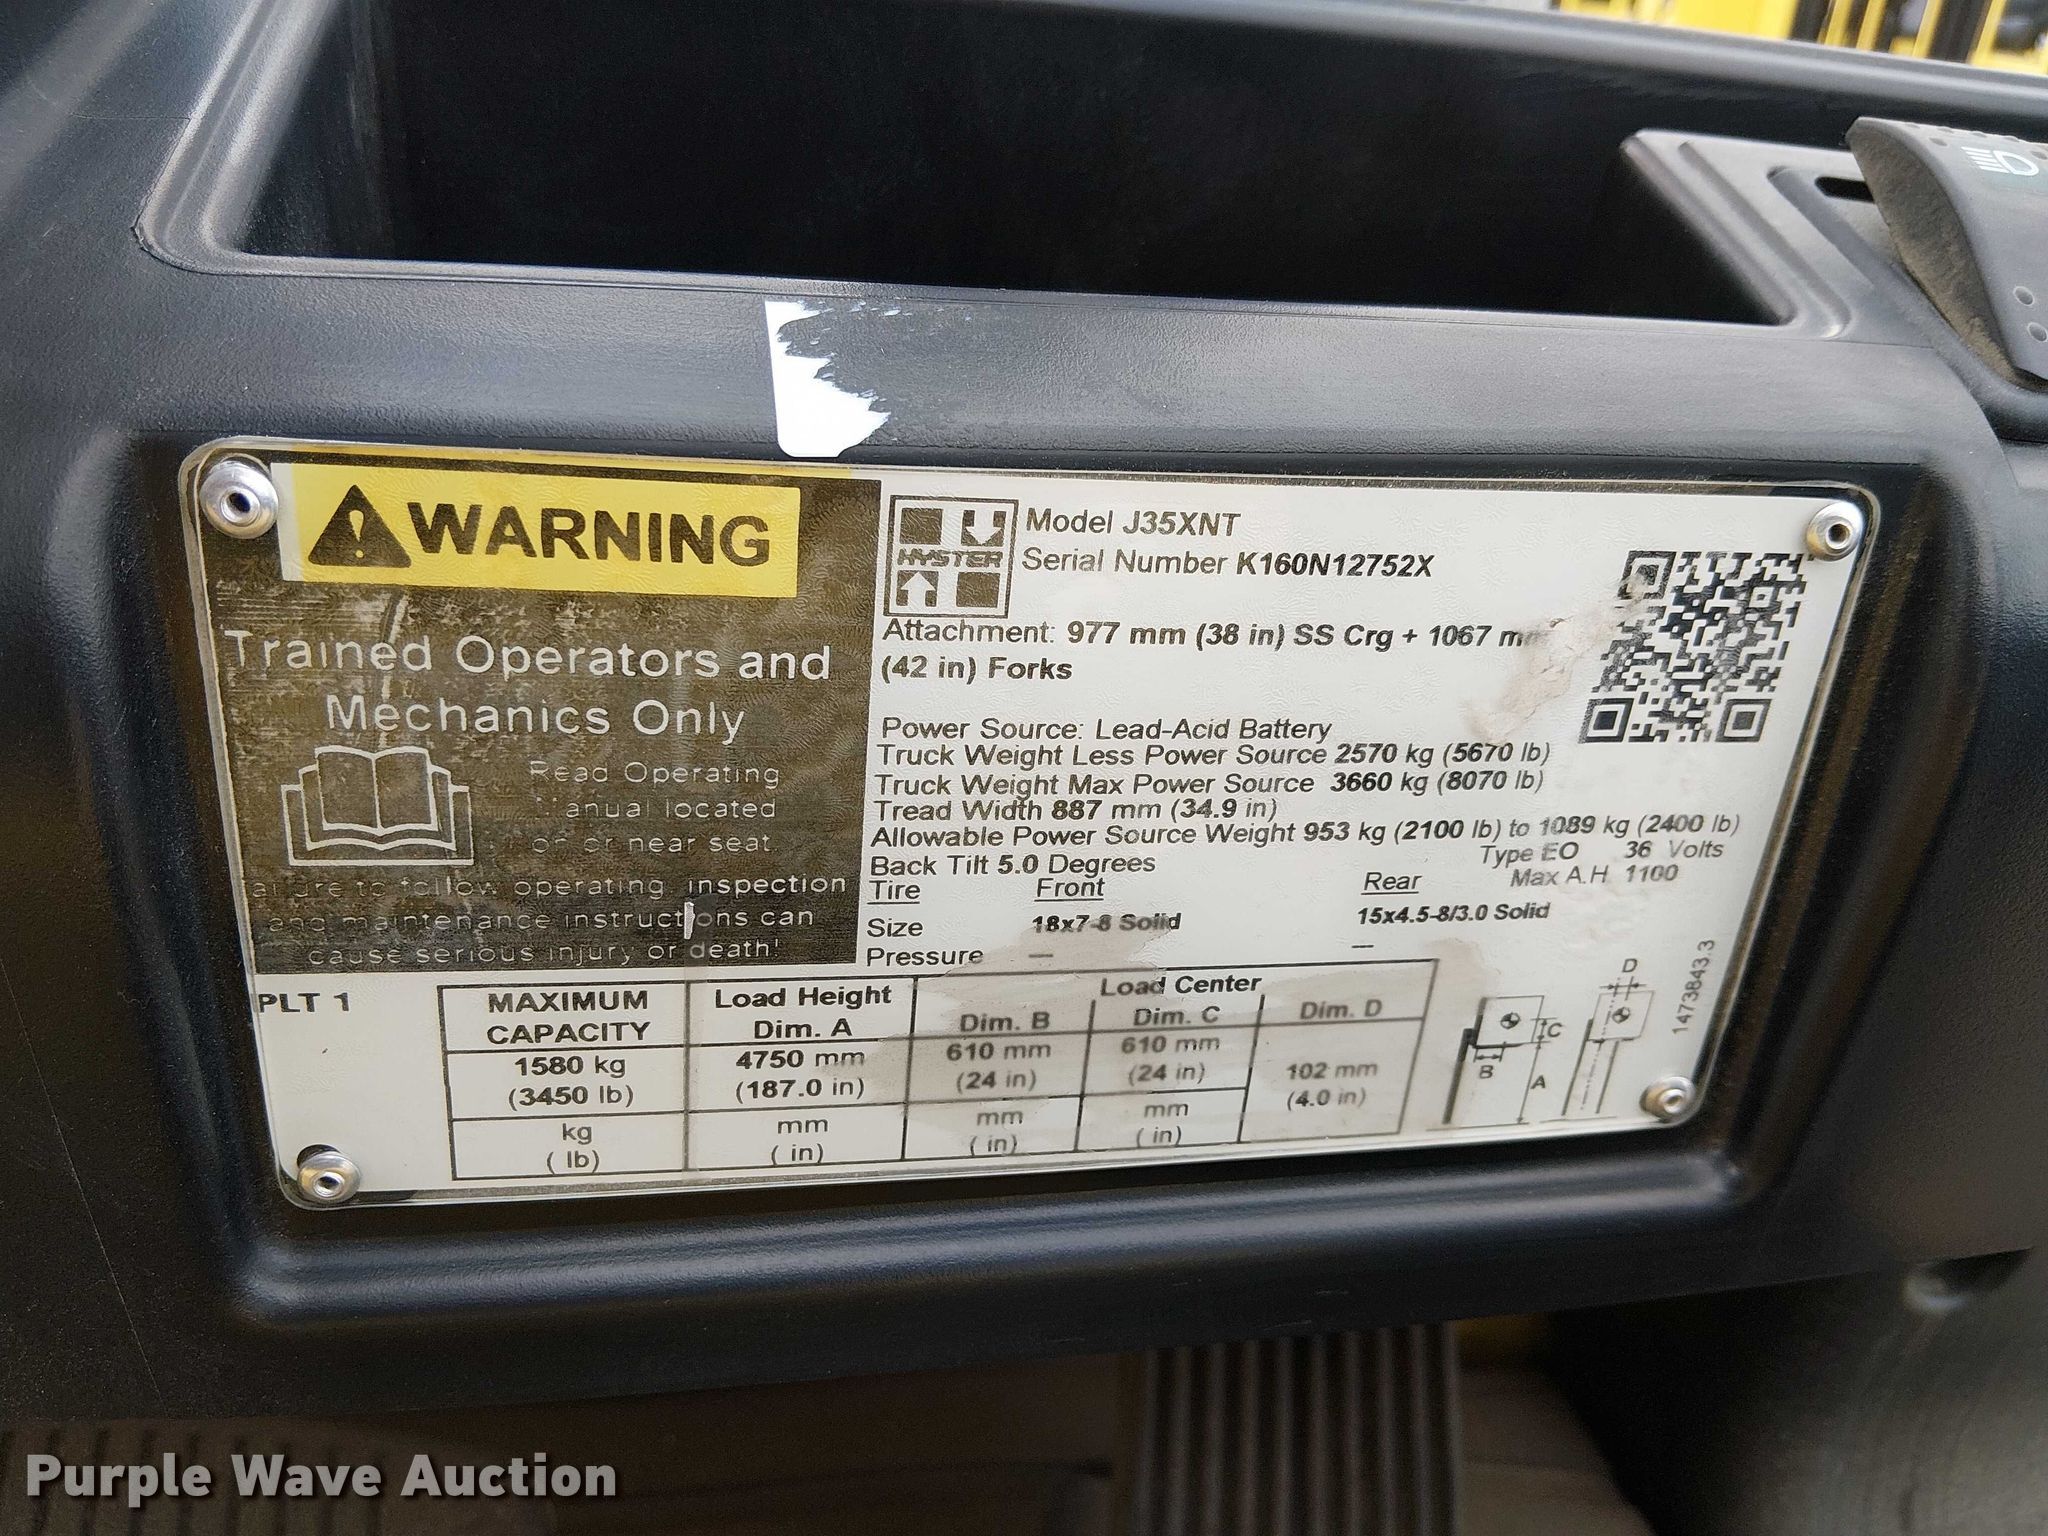 WARNING
Trained Operators and
Mechanics Only
Read Operating
Manual located
on or near seat.
Failure to follow operating, inspection
and maintenance instructions can
cause serious injury or death!
HYSTER
Model J35XNT
Serial Number K160N12752X
Attachment: 977 mm (38 in) SS Crg + 1067 mm
(42 in) Forks
Power Source: Lead-Acid Battery
Truck Weight Less Power Source 2570 kg (5670 lb)
Truck Weight Max Power Source 3660 kg (8070 lb)
Tread Width 887 mm (34.9 in)
Allowable Power Source Weight 953 kg (2100 lb) to 1089 kg (2400 lb)
Back Tilt 5.0 Degrees Type EO 36 Volts
Tire Front Rear Max A.H 1100
Size 18x7-8 Solid 15x4.5-8/3.0 Solid
Pressure — —
PLT 1
MAXIMUM CAPACITY Load Height Dim. A Load Center
Dim. B Dim. C Dim. D
1580 kg 4750 mm 610 mm 610 mm 102 mm
(3450 lb) (187.0 in) (24 in) (24 in) (4.0 in)
kg mm mm mm
( lb) ( in) ( in) ( in)
B C A D
1473843.3
Purple Wave Auction